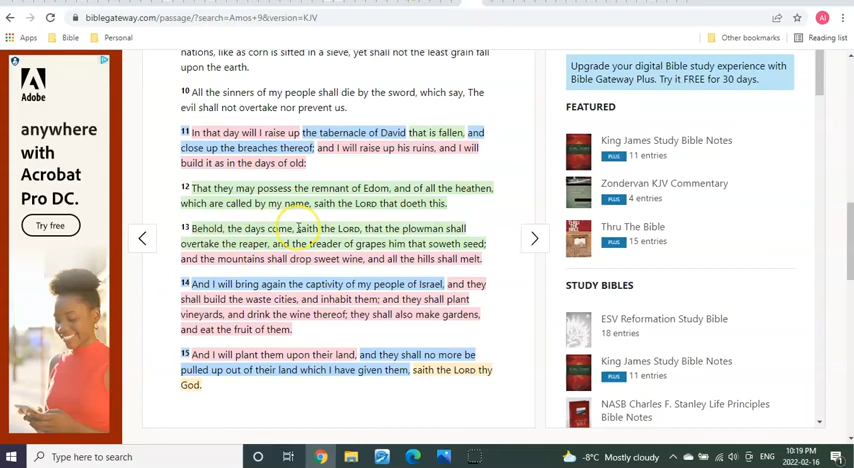 biblegateway.com/passage/?search=Amos+9&version=KJV
AI
Apps
Bible
Personal
Other bookmarks
Reading list
Adobe
anywhere
with
Acrobat
Pro DC.
Try free
nations, like as corn is sifted in a sieve, yet shall not the least grain fall
upon the earth.
10 All the sinners of my people shall die by the sword, which say, The
evil shall not overtake nor prevent us.
11 In that day will I raise up the tabernacle of David that is fallen, and
close up the breaches thereof; and I will raise up his ruins, and I will
build it as in the days of old:
12 That they may possess the remnant of Edom, and of all the heathen,
which are called by my name, saith the LORD that doeth this.
13 Behold, the days come, saith the LORD, that the plowman shall
overtake the reaper, and the treader of grapes him that soweth seed;
and the mountains shall drop sweet wine, and all the hills shall melt.
14 And I will bring again the captivity of my people of Israel, and they
shall build the waste cities, and inhabit them; and they shall plant
vineyards, and drink the wine thereof; they shall also make gardens,
and eat the fruit of them.
15 And I will plant them upon their land, and they shall no more be
pulled up out of their land which I have given them, saith the LORD thy
God.
Upgrade your digital Bible study experience with
Bible Gateway Plus. Try it FREE for 30 days.
FEATURED
King James Study Bible Notes
PLUS 11 entries
Zondervan KJV Commentary
PLUS 4 entries
Thru The Bible
PLUS 15 entries
STUDY BIBLES
ESV Reformation Study Bible
18 entries
King James Study Bible Notes
PLUS 11 entries
NASB Charles F. Stanley Life Principles
Bible Notes
Type here to search
-8°C Mostly cloudy
ENG
10:19 PM
2022-02-16